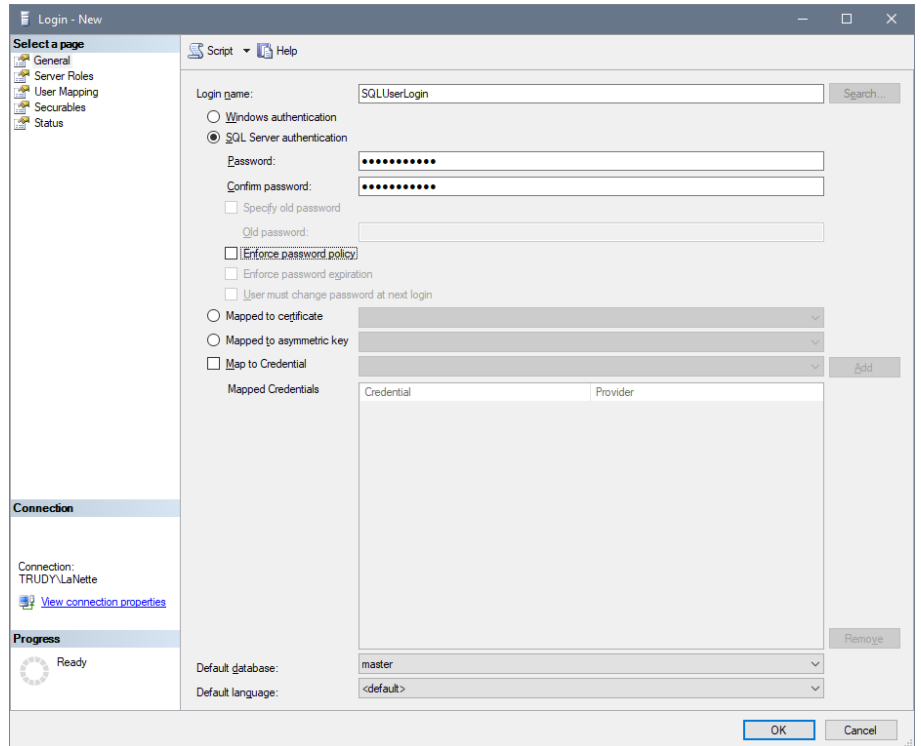 Login - New
Select a page
General
Server Roles
User Mapping
Securables
Status
Script Help
Login name: SQLUserLogin Search...
Windows authentication
SQL Server authentication
Password: ●●●●●●●●●●●
Confirm password: ●●●●●●●●●●●
Specify old password
Old password:
Enforce password policy
Enforce password expiration
User must change password at next login
Mapped to certificate
Mapped to asymmetric key
Map to Credential Add
Mapped Credentials Credential Provider
Remove
Default database: master
Default language: <default>
Connection
Connection:
TRUDY\LaNette
View connection properties
Progress
Ready
OK Cancel